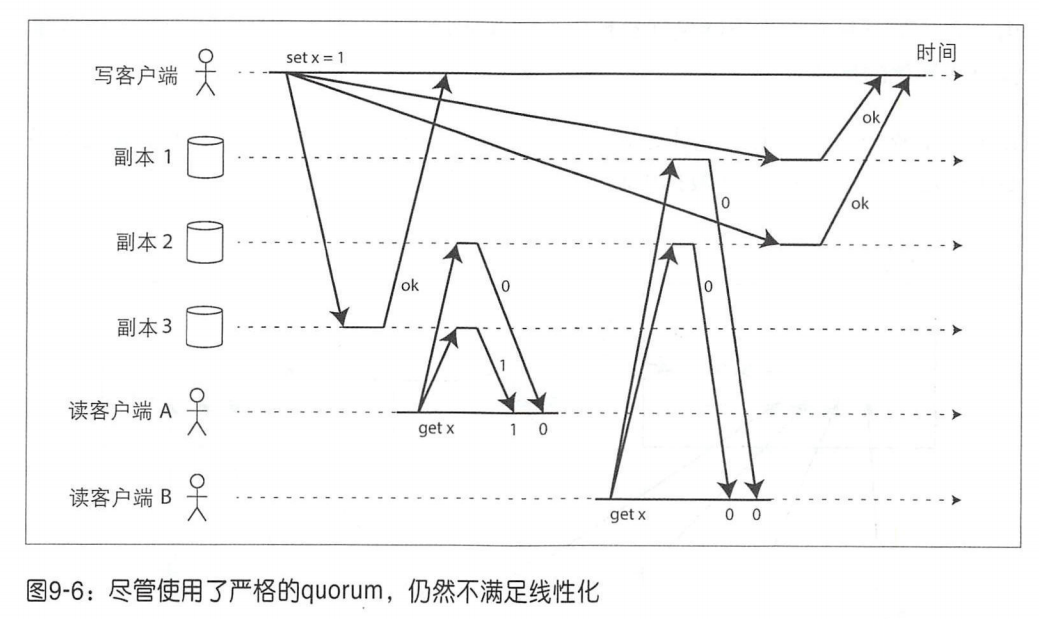 set x = 1
时间
写客户端
ok
副本 1
0
ok
副本 2
ok
0
0
副本 3
1
读客户端 A
get x
1
0
读客户端 B
get x
0
0
图9-6：尽管使用了严格的quorum，仍然不满足线性化